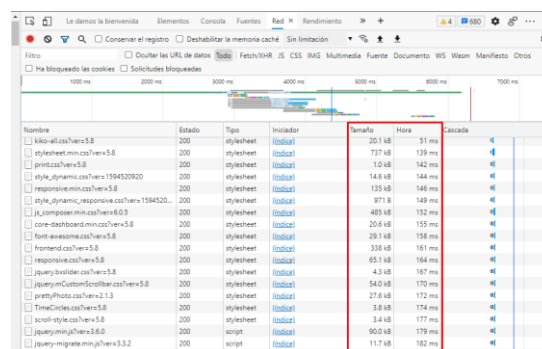 Le damos la bienvenida Elementos Consola Fuentes Red × Rendimiento » + 4 680
Conservar el registro Deshabilitar la memoria caché Sin limitación
Filtro Ocultar las URL de datos Todo Fetch/XHR JS CSS IMG Multimedia Fuente Documento WS Wasm Manifiesto Otros
Ha bloqueado las cookies Solicitudes bloqueadas
1000 ms 2000 ms 3000 ms 4000 ms 5000 ms 6000 ms 7000 ms
Nombre Estado Tipo Iniciador Tamaño Hora Cascada
kiko-all.css?ver=5.8 200 stylesheet (índice) 20.1 kB 51 ms
stylesheet.min.css?ver=5.8 200 stylesheet (índice) 737 kB 139 ms
print.css?ver=5.8 200 stylesheet (índice) 1.0 kB 142 ms
style_dynamic.css?ver=1594520920 200 stylesheet (índice) 14.6 kB 144 ms
responsive.min.css?ver=5.8 200 stylesheet (índice) 135 kB 146 ms
style_dynamic_responsive.css?ver=1594520... 200 stylesheet (índice) 971 B 149 ms
js_composer.min.css?ver=6.0.5 200 stylesheet (índice) 485 kB 152 ms
core-dashboard.min.css?ver=5.8 200 stylesheet (índice) 20.6 kB 155 ms
font-awesome.css?ver=5.8 200 stylesheet (índice) 29.1 kB 158 ms
frontend.css?ver=5.8 200 stylesheet (índice) 338 kB 161 ms
responsive.css?ver=5.8 200 stylesheet (índice) 65.1 kB 164 ms
jquery.bxslider.css?ver=5.8 200 stylesheet (índice) 4.3 kB 167 ms
jquery.mCustomScrollbar.css?ver=5.8 200 stylesheet (índice) 54.0 kB 170 ms
prettyPhoto.css?ver=2.1.3 200 stylesheet (índice) 27.6 kB 172 ms
TimeCircles.css?ver=5.8 200 stylesheet (índice) 3.8 kB 174 ms
scroll-style.css?ver=5.8 200 stylesheet (índice) 3.4 kB 177 ms
jquery.min.js?ver=3.6.0 200 script (índice) 90.0 kB 179 ms
jquery-migrate.min.js?ver=3.3.2 200 script (índice) 11.7 kB 182 ms